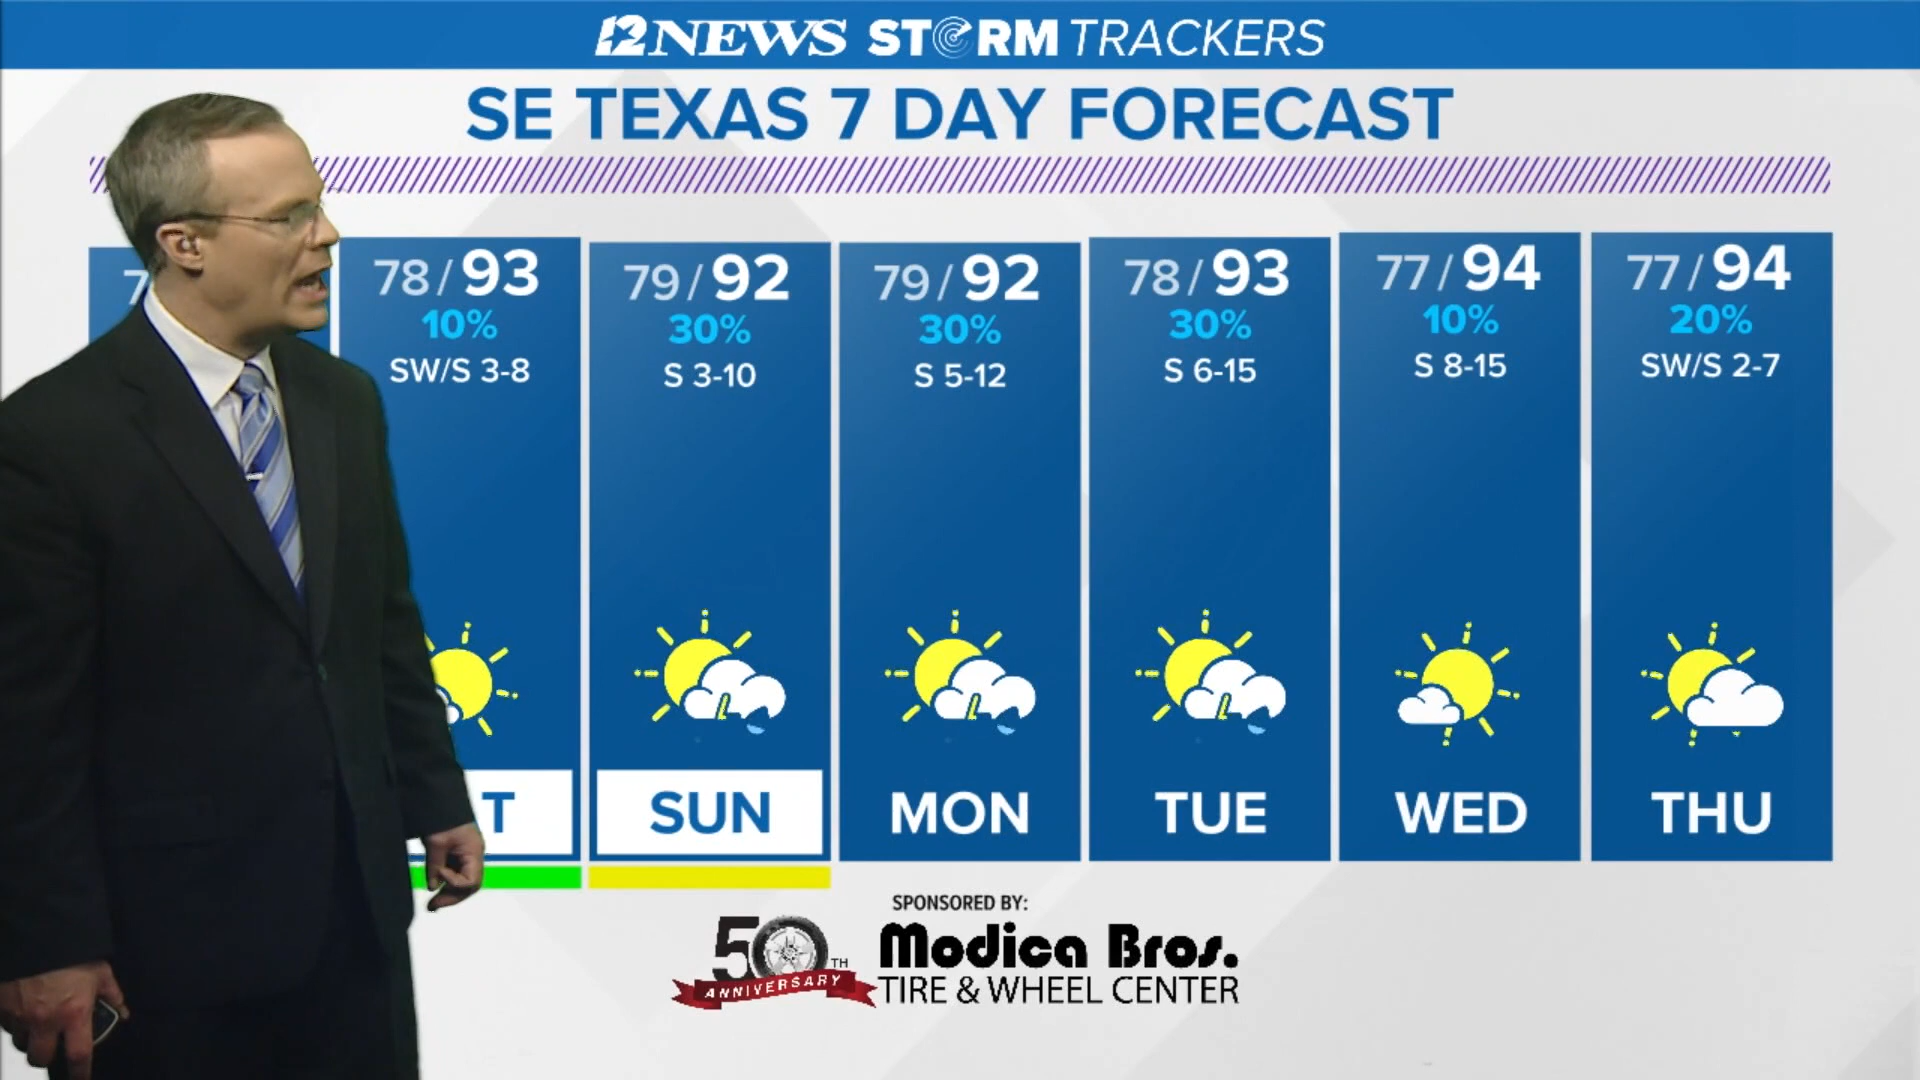 12NEWS STORM TRACKERS
SE TEXAS 7 DAY FORECAST
78/93
10%
SW/S 3-8
T
79/92
30%
S 3-10
SUN
79/92
30%
S 5-12
MON
78/93
30%
S 6-15
TUE
77/94
10%
S 8-15
WED
77/94
20%
SW/S 2-7
THU
SPONSORED BY:
50TH
ANNIVERSARY
Modica Bros.
TIRE & WHEEL CENTER